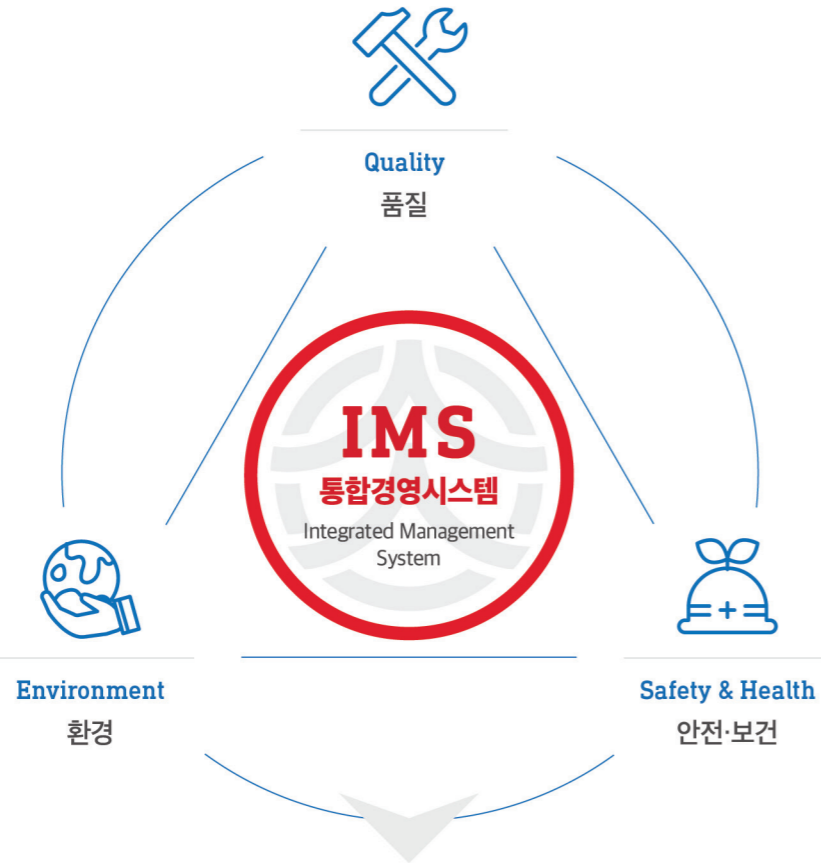 Quality
품질
IMS
통합경영시스템
Integrated Management
System
Environment
환경
Safety & Health
안전·보건